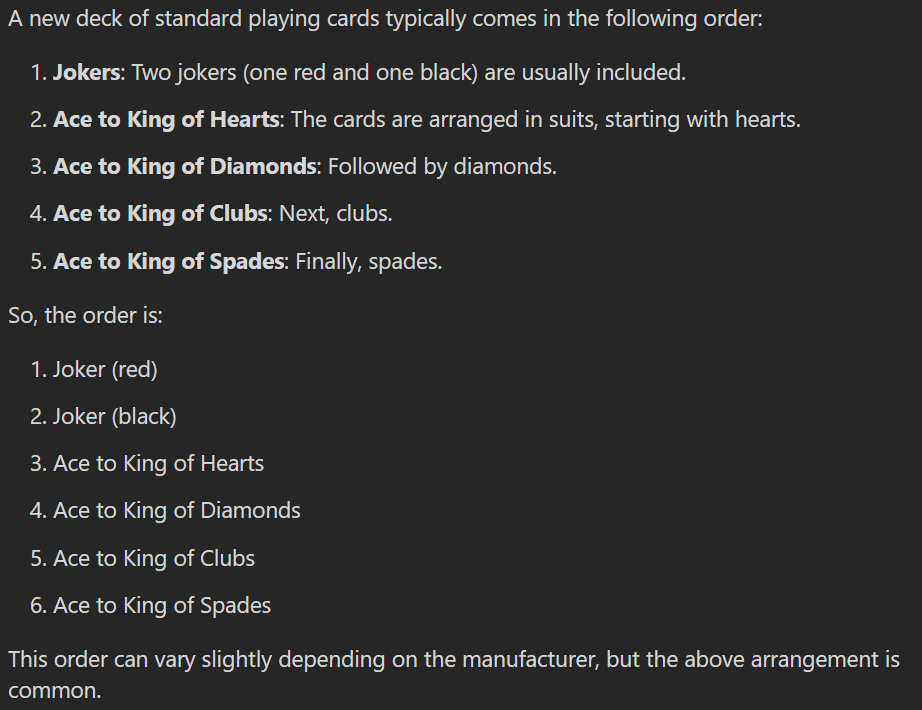 A new deck of standard playing cards typically comes in the following order:
1. Jokers: Two jokers (one red and one black) are usually included.
2. Ace to King of Hearts: The cards are arranged in suits, starting with hearts.
3. Ace to King of Diamonds: Followed by diamonds.
4. Ace to King of Clubs: Next, clubs.
5. Ace to King of Spades: Finally, spades.
So, the order is:
1. Joker (red)
2. Joker (black)
3. Ace to King of Hearts
4. Ace to King of Diamonds
5. Ace to King of Clubs
6. Ace to King of Spades
This order can vary slightly depending on the manufacturer, but the above arrangement is
common.